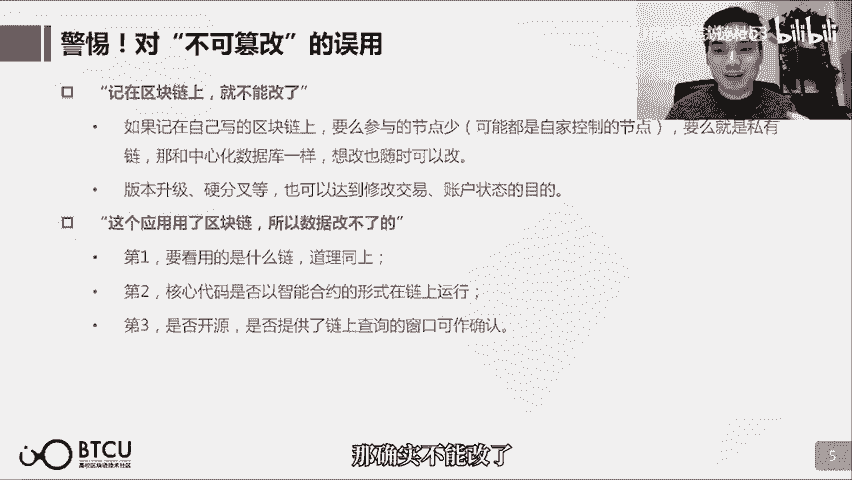 警惕！对“不可篡改”的误用
bilibili
“记在区块链上，就不能改了”
如果记在自己写的区块链上，要么参与的节点少（可能都是自家控制的节点），要么就是私有
链，那和中心化数据库一样，想改也随时可以改。
版本升级、硬分叉等，也可以达到修改交易、账户状态的目的。
“这个应用用了区块链，所以数据改不了的”
第1，要看用的是什么链，道理同上；
第2，核心代码是否以智能合约的形式在链上运行；
第3，是否开源，是否提供了链上查询的窗口可作确认。
BTCU
高校区块链技术社区
那确实不能改了
5